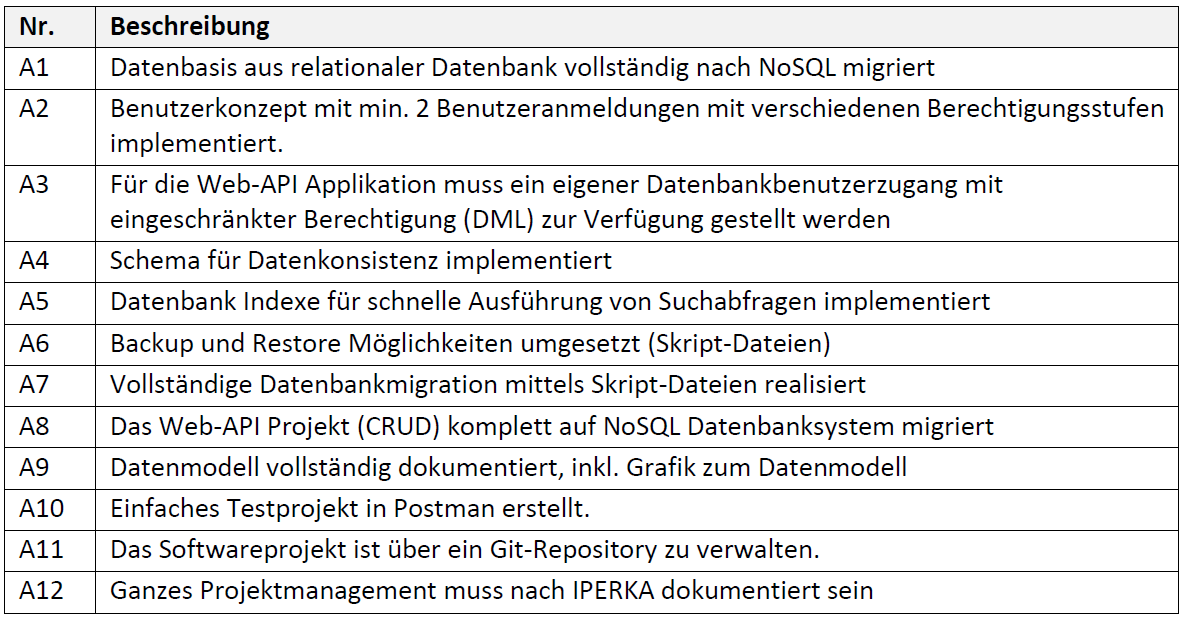 Nr. Beschreibung
A1 Datenbasis aus relationaler Datenbank vollständig nach NoSQL migriert
A2 Benutzerkonzept mit min. 2 Benutzeranmeldungen mit verschiedenen Berechtigungsstufen
implementiert.
A3 Für die Web-API Applikation muss ein eigener Datenbankbenutzerzugang mit
eingeschränkter Berechtigung (DML) zur Verfügung gestellt werden
A4 Schema für Datenkonsistenz implementiert
A5 Datenbank Indexe für schnelle Ausführung von Suchabfragen implementiert
A6 Backup und Restore Möglichkeiten umgesetzt (Skript-Dateien)
A7 Vollständige Datenbankmigration mittels Skript-Dateien realisiert
A8 Das Web-API Projekt (CRUD) komplett auf NoSQL Datenbanksystem migriert
A9 Datenmodell vollständig dokumentiert, inkl. Grafik zum Datenmodell
A10 Einfaches Testprojekt in Postman erstellt.
A11 Das Softwareprojekt ist über ein Git-Repository zu verwalten.
A12 Ganzes Projektmanagement muss nach IPERKA dokumentiert sein